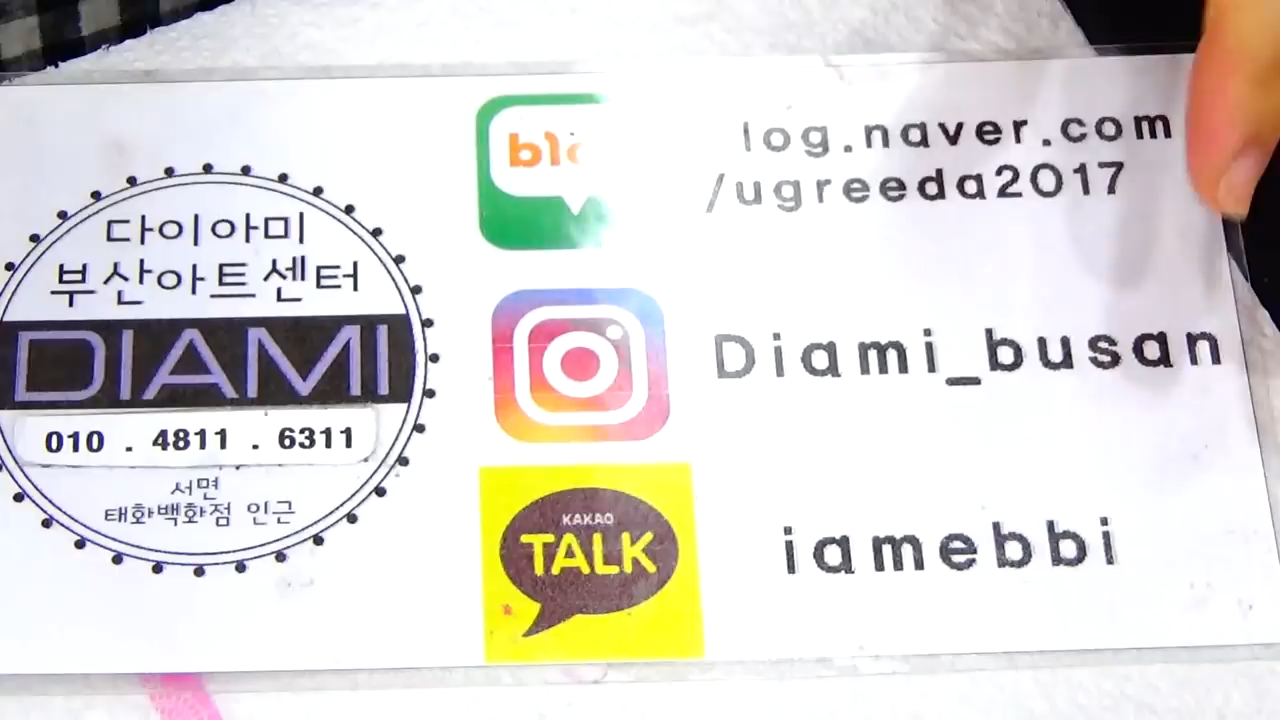 다이아미
부산아트센터
DIAMI
010 . 4811 . 6311
서면
태화백화점 인근
log.naver.com
/ugreeda2017
Diami_busan
KAKAO
TALK
iamebbi